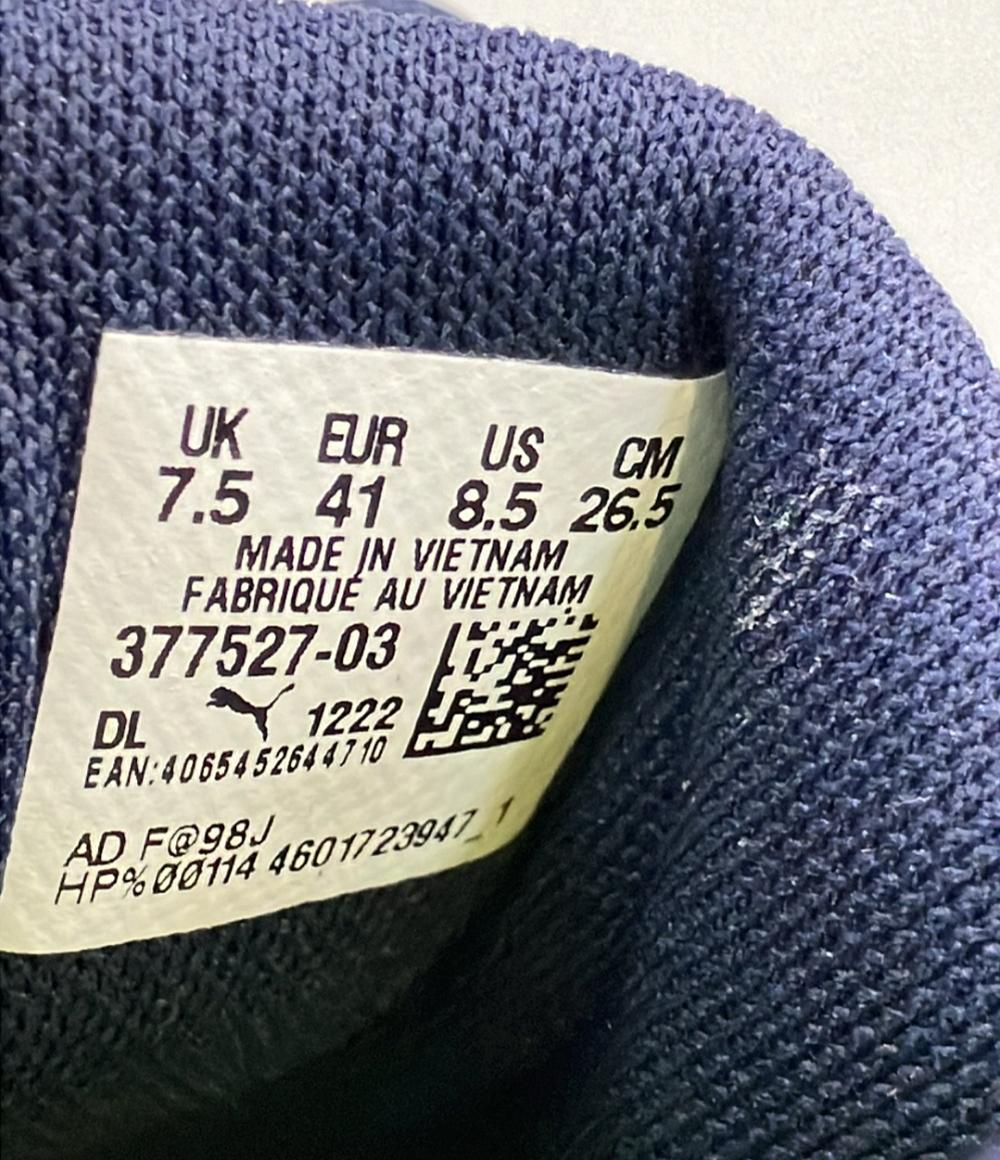 UK EUR US CM
7.5 41 8.5 26.5
MADE IN VIETNAM
FABRIQUÉ AU VIETNAM
377527-03
DL 1222
EAN:4065452644710
AD F@98J
HP%00114 4601723947_1